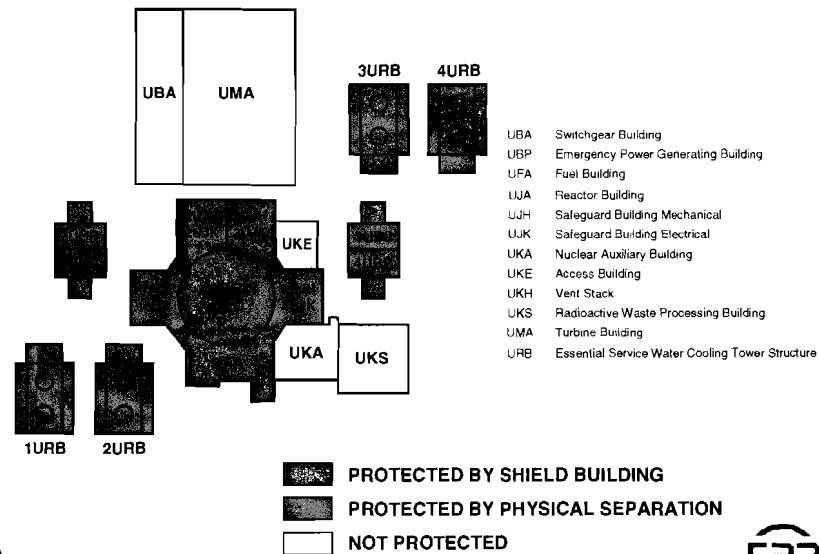 3URB 4URB
UBA UMA
UBA Switchgear Building
UBP Emergency Power Generating Building
UFA Fuel Building
UJA Reactor Building
UJH Safeguard Building Mechanical
UJK Safeguard Building Electrical
UKA Nuclear Auxiliary Building
UKE Access Building
UKH Vent Stack
UKS Radioactive Waste Processing Building
UMA Turbine Building
URB Essential Service Water Cooling Tower Structure
UKE
UKA UKS
1URB 2URB
PROTECTED BY SHIELD BUILDING
PROTECTED BY PHYSICAL SEPARATION
NOT PROTECTED